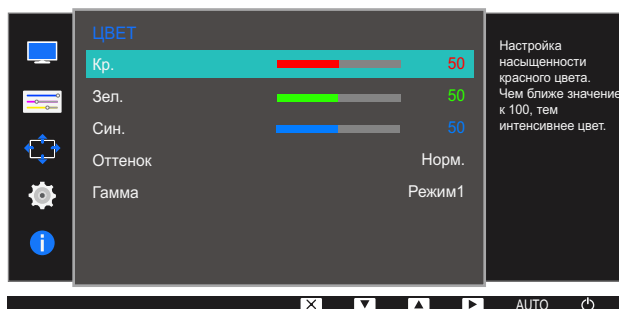 ЦВЕТ
Кр. 50
Зел. 50
Син. 50
Оттенок Норм.
Гамма Режим1
Настройка
насыщенности
красного цвета.
Чем ближе значение
к 100, тем
интенсивнее цвет.
AUTO